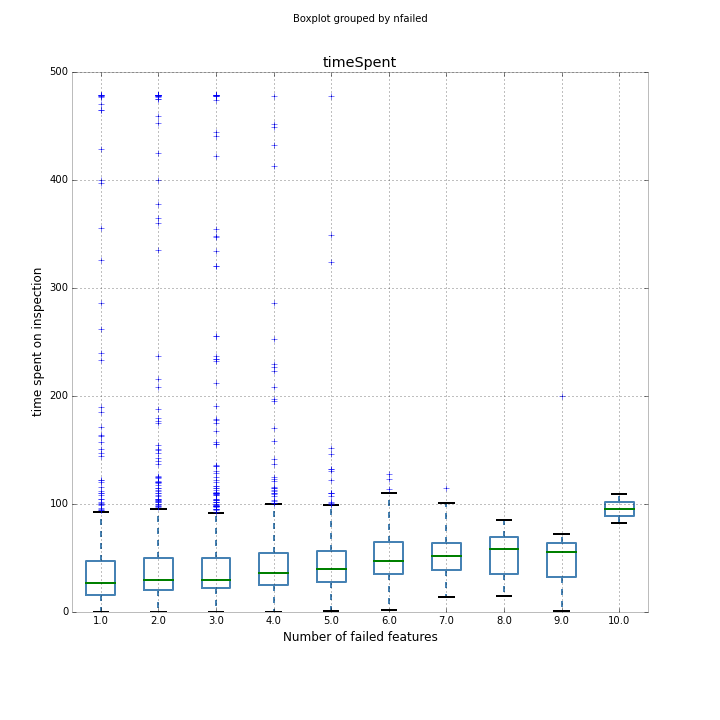 Boxplot grouped by nfailed
timeSpent
500
400
300
200
100
0
time spent on inspection
1.0 2.0 3.0 4.0 5.0 6.0 7.0 8.0 9.0 10.0
Number of failed features